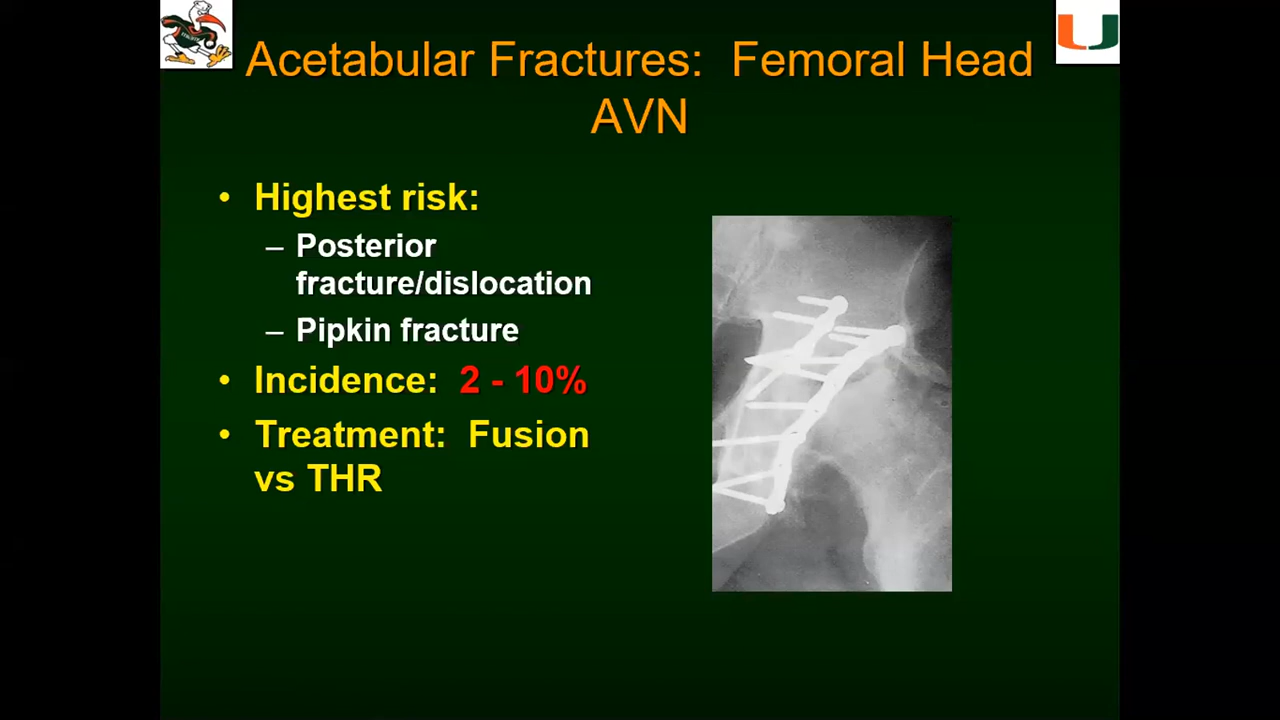 Acetabular Fractures: Femoral Head
AVN
• Highest risk:
– Posterior
fracture/dislocation
– Pipkin fracture
• Incidence: 2 - 10%
• Treatment: Fusion
vs THR